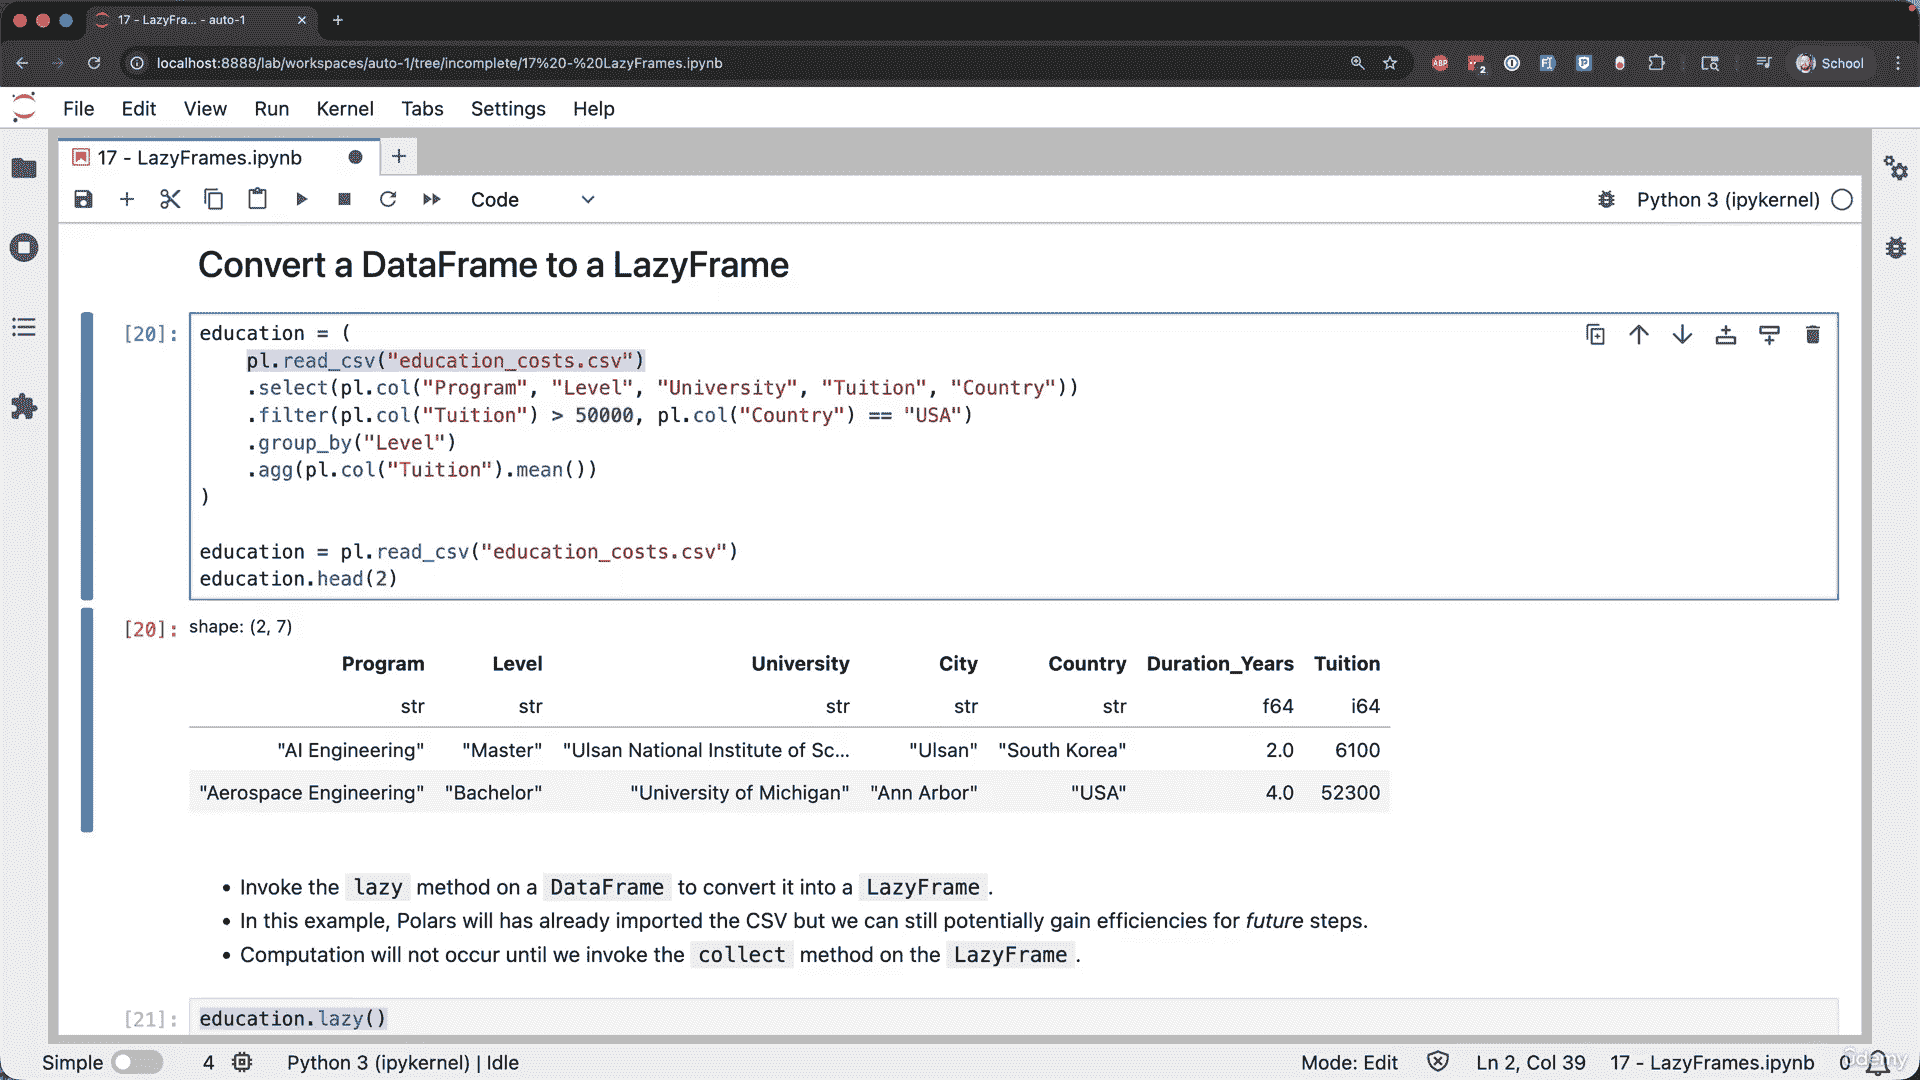 17 - LazyFra... - auto-1
localhost:8888/lab/workspaces/auto-1/tree/incomplete/17%20-%20LazyFrames.ipynb
ABP
2
School
File Edit View Run Kernel Tabs Settings Help
17 - LazyFrames.ipynb
Code
Python 3 (ipykernel)
Convert a DataFrame to a LazyFrame
[20]:
education = (
    pl.read_csv("education_costs.csv")
    .select(pl.col("Program", "Level", "University", "Tuition", "Country"))
    .filter(pl.col("Tuition") > 50000, pl.col("Country") == "USA")
    .group_by("Level")
    .agg(pl.col("Tuition").mean())
)
education = pl.read_csv("education_costs.csv")
education.head(2)
[20]: shape: (2, 7)
Program Level University City Country Duration_Years Tuition
str str str str str f64 i64
"AI Engineering" "Master" "Ulsan National Institute of Sc... "Ulsan" "South Korea" 2.0 6100
"Aerospace Engineering" "Bachelor" "University of Michigan" "Ann Arbor" "USA" 4.0 52300
• Invoke the lazy method on a DataFrame to convert it into a LazyFrame.
• In this example, Polars will has already imported the CSV but we can still potentially gain efficiencies for future steps.
• Computation will not occur until we invoke the collect method on the LazyFrame.
[21]: education.lazy()
Simple 4 Python 3 (ipykernel) | Idle Mode: Edit Ln 2, Col 39 17 - LazyFrames.ipynb 0
udemy